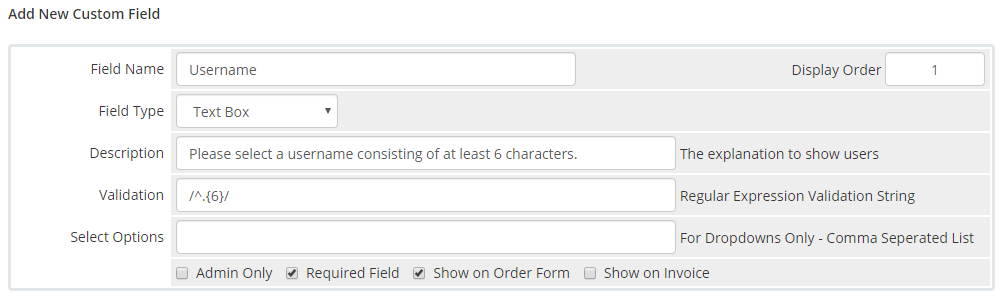 Add New Custom Field
Field Name Username Display Order 1
Field Type Text Box
Description Please select a username consisting of at least 6 characters. The explanation to show users
Validation /^.{6}/ Regular Expression Validation String
Select Options For Dropdowns Only - Comma Seperated List
Admin Only Required Field Show on Order Form Show on Invoice